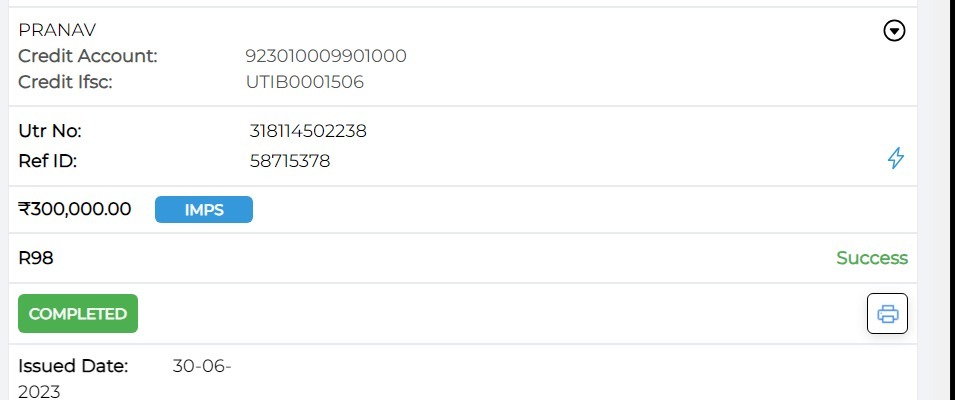 PRANAV
Credit Account: 923010009901000
Credit Ifsc: UTIB0001506
Utr No: 318114502238
Ref ID: 58715378
₹300,000.00 IMPS
R98 Success
COMPLETED
Issued Date: 30-06-
2023